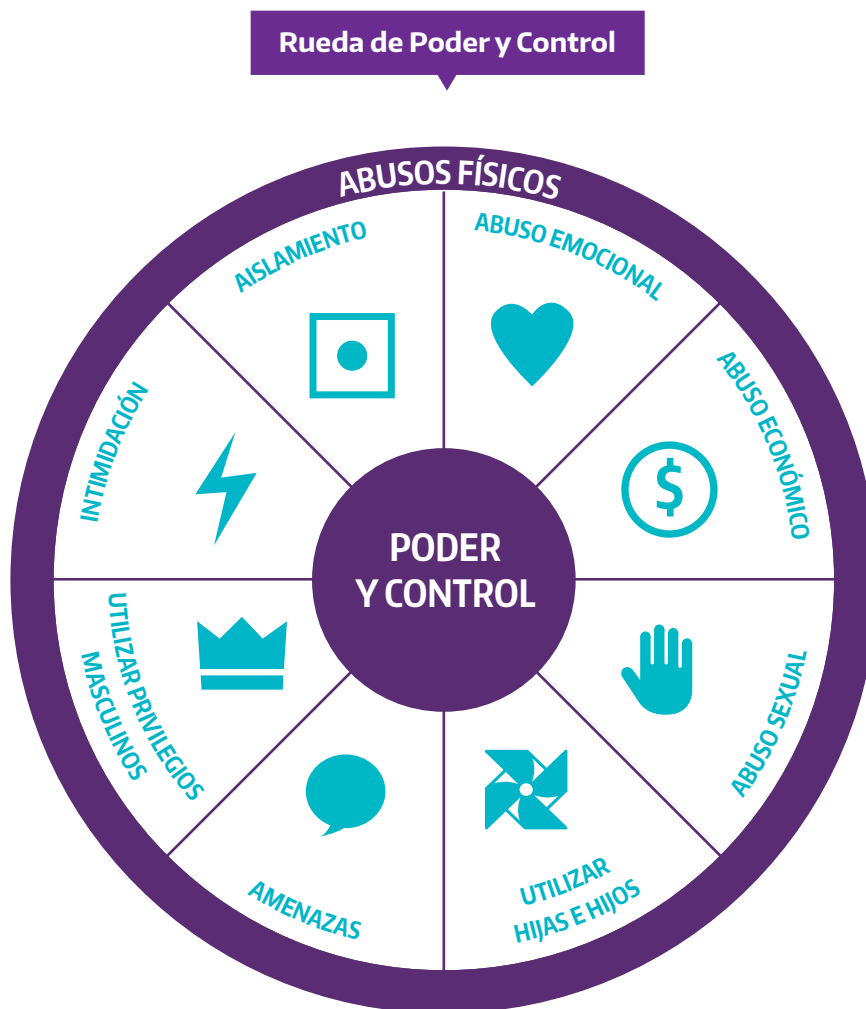 Rueda de Poder y Control
ABUSOS FÍSICOS
AISLAMIENTO
ABUSO EMOCIONAL
INTIMIDACIÓN
ABUSO ECONÓMICO
$
PODER
Y CONTROL
UTILIZAR PRIVILEGIOS
MASCULINOS
ABUSO SEXUAL
AMENAZAS
UTILIZAR
HIJAS E HIJOS